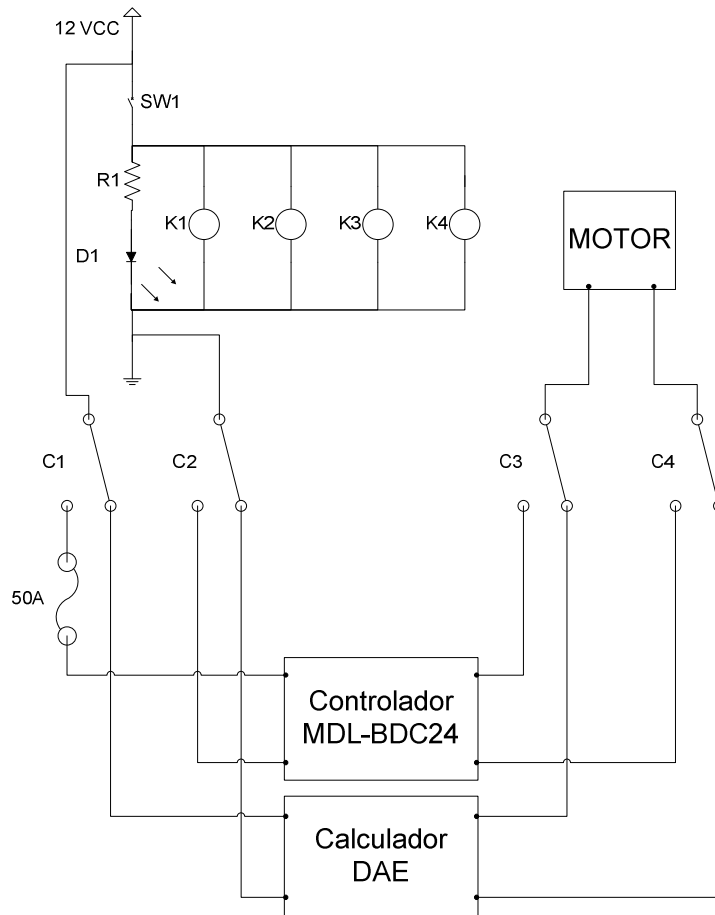 12 VCC
SW1
R1
K1
K2
K3
K4
D1
MOTOR
C1
C2
C3
C4
50A
Controlador
MDL-BDC24
Calculador
DAE